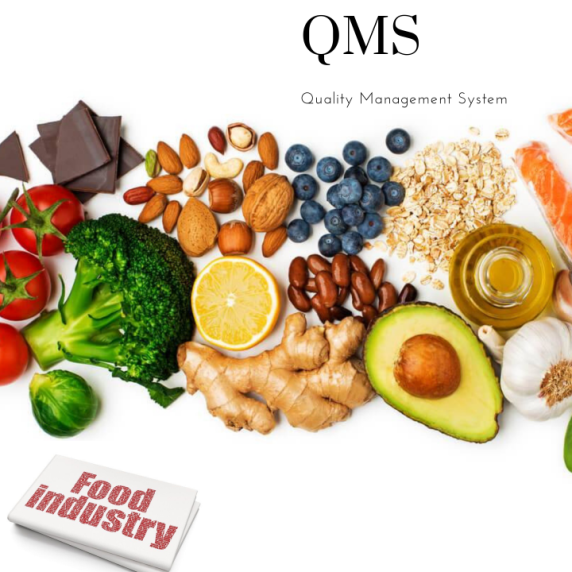 QMS
Quality Management System
Food
industry